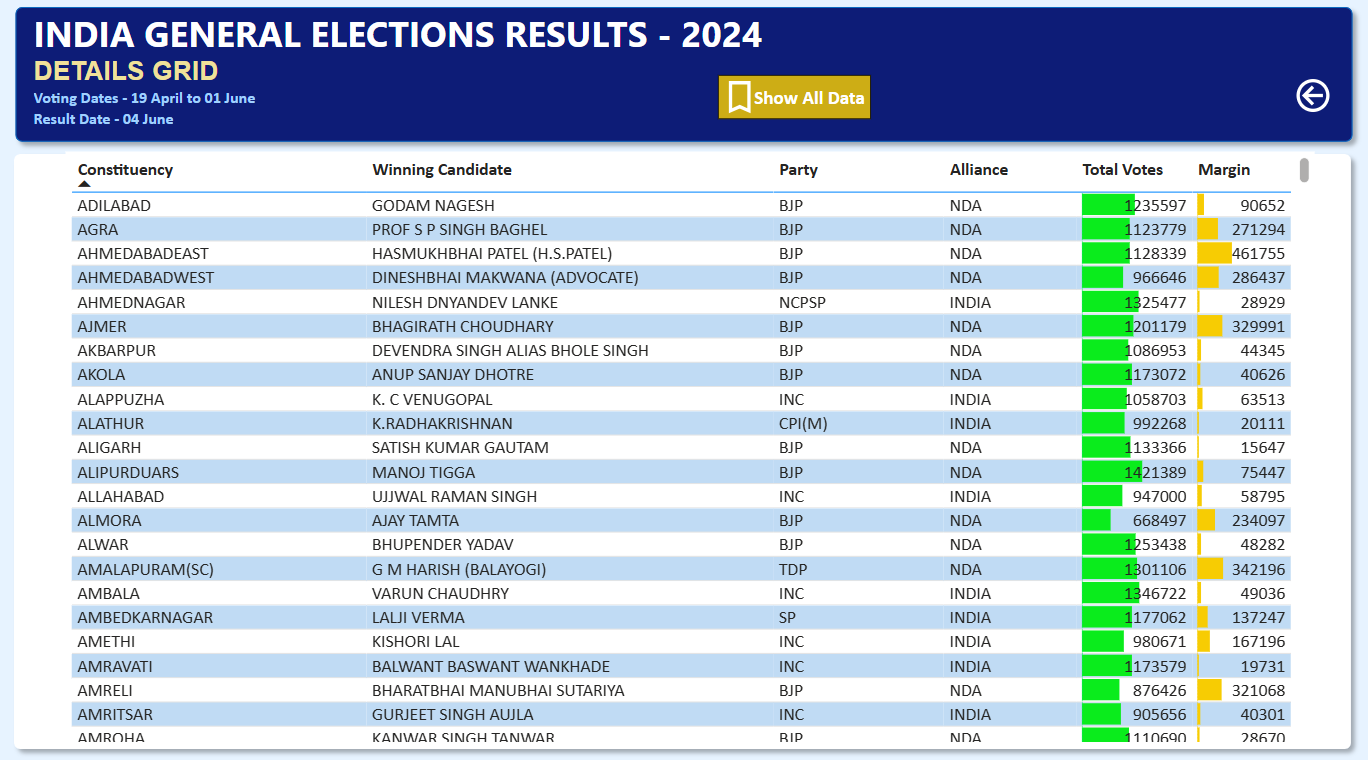 INDIA GENERAL ELECTIONS RESULTS - 2024
DETAILS GRID
Voting Dates - 19 April to 01 June
Result Date - 04 June
Show All Data
Constituency Winning Candidate Party Alliance Total Votes Margin
ADILABAD GODAM NAGESH BJP NDA 1235597 90652
AGRA PROF S P SINGH BAGHEL BJP NDA 1123779 271294
AHMEDABADEAST HASMUKHBHAI PATEL (H.S.PATEL) BJP NDA 1128339 461755
AHMEDABADWEST DINESHBHAI MAKWANA (ADVOCATE) BJP NDA 966646 286437
AHMEDNAGAR NILESH DNYANDEV LANKE NCPSP INDIA 1325477 28929
AJMER BHAGIRATH CHOUDHARY BJP NDA 1201179 329991
AKBARPUR DEVENDRA SINGH ALIAS BHOLE SINGH BJP NDA 1086953 44345
AKOLA ANUP SANJAY DHOTRE BJP NDA 1173072 40626
ALAPPUZHA K. C VENUGOPAL INC INDIA 1058703 63513
ALATHUR K.RADHAKRISHNAN CPI(M) INDIA 992268 20111
ALIGARH SATISH KUMAR GAUTAM BJP NDA 1133366 15647
ALIPURDUARS MANOJ TIGGA BJP NDA 1421389 75447
ALLAHABAD UJJWAL RAMAN SINGH INC INDIA 947000 58795
ALMORA AJAY TAMTA BJP NDA 668497 234097
ALWAR BHUPENDER YADAV BJP NDA 1253438 48282
AMALAPURAM(SC) G M HARISH (BALAYOGI) TDP NDA 1301106 342196
AMBALA VARUN CHAUDHRY INC INDIA 1346722 49036
AMBEDKARNAGAR LALJI VERMA SP INDIA 1177062 137247
AMETHI KISHORI LAL INC INDIA 980671 167196
AMRAVATI BALWANT BASWANT WANKHADE INC INDIA 1173579 19731
AMRELI BHARATBHAI MANUBHAI SUTARIYA BJP NDA 876426 321068
AMRITSAR GURJEET SINGH AUJLA INC INDIA 905656 40301
AMROHA KANWAR SINGH TANWAR BJP NDA 1110690 28670